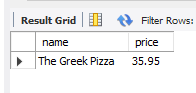 Result Grid Filter Rows:
name price
The Greek Pizza 35.95